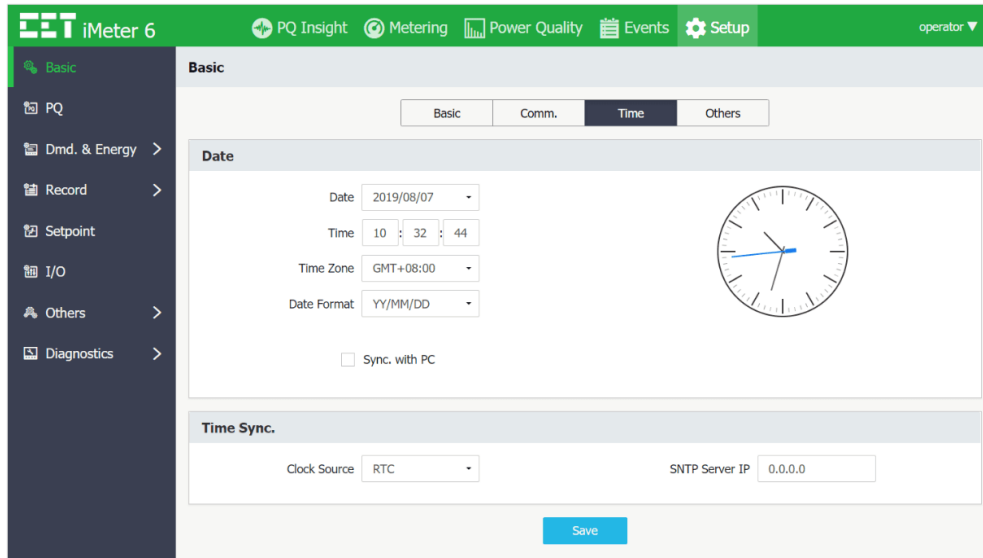 CET iMeter 6 PQ Insight Metering Power Quality Events Setup operator
Basic
Basic
PQ
Dmd. & Energy
Record
Setpoint
I/O
Others
Diagnostics
Basic Comm. Time Others
Date
Date 2019/08/07
Time 10 : 32 : 44
Time Zone GMT+08:00
Date Format YY/MM/DD
Sync. with PC
Time Sync.
Clock Source RTC SNTP Server IP 0.0.0.0
Save